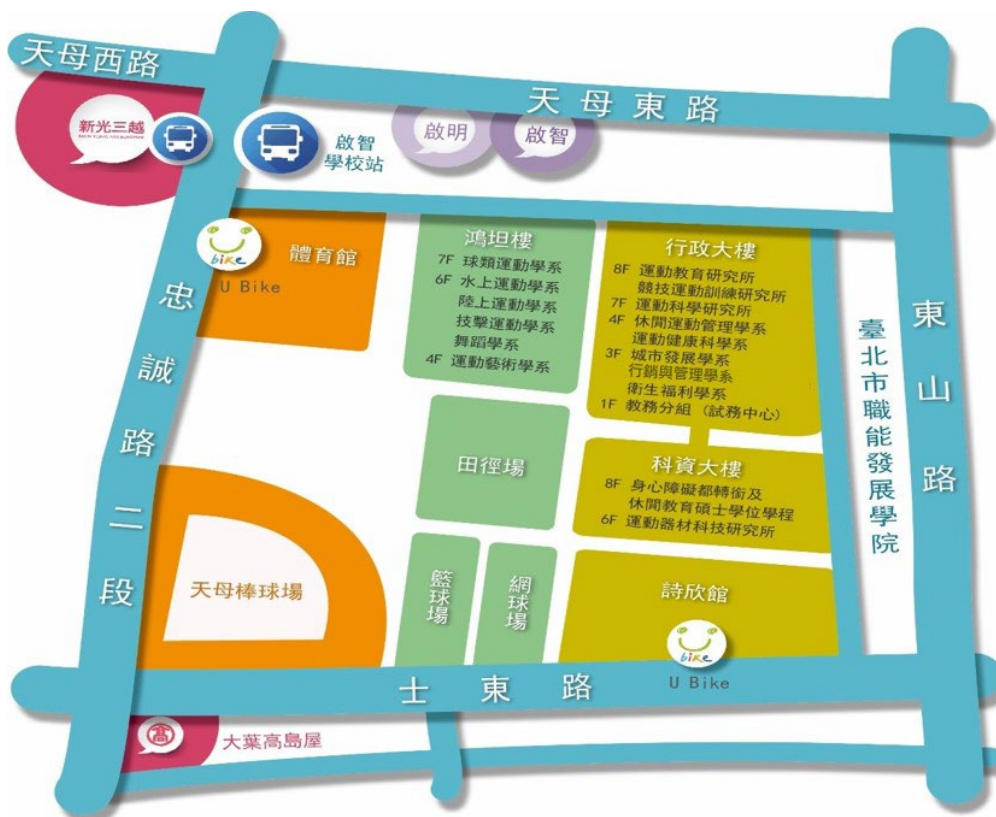 天母西路
天母東路
新光三越
啟智
學校站
啟明
啟智
bike
U Bike
體育館
鴻坦樓
7F 球類運動學系
6F 水上運動學系
陸上運動學系
技擊運動學系
舞蹈學系
4F 運動藝術學系
行政大樓
8F 運動教育研究所
競技運動訓練研究所
7F 運動科學研究所
4F 休閒運動管理學系
運動健康科學系
3F 城市發展學系
行銷與管理學系
衛生福利學系
1F 教務分組 (試務中心)
忠誠路二段
臺北市職能發展學院
東山路
田徑場
科資大樓
8F 身心障礙都轉銜及
休閒教育碩士學位學程
6F 運動器材科技研究所
天母棒球場
籃球場
網球場
詩欣館
bike
U Bike
士東路
髙
大葉高島屋